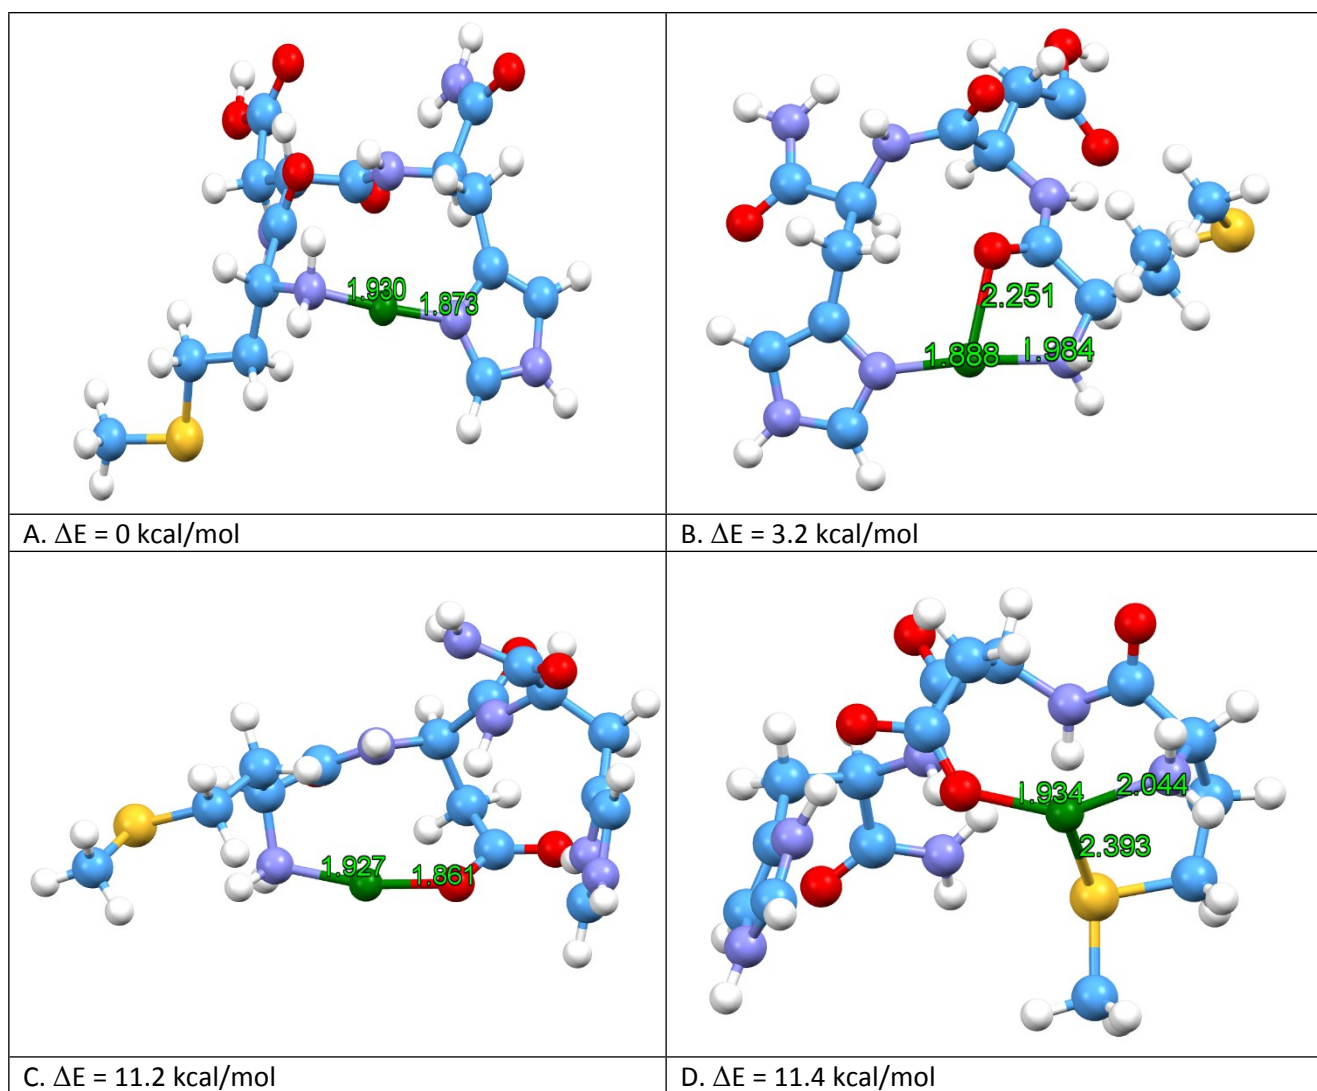 1.930 1.873
2.251
1.888 1.984
A. ΔE = 0 kcal/mol
B. ΔE = 3.2 kcal/mol
1.927 1.861
1.934 2.044
2.393
C. ΔE = 11.2 kcal/mol
D. ΔE = 11.4 kcal/mol